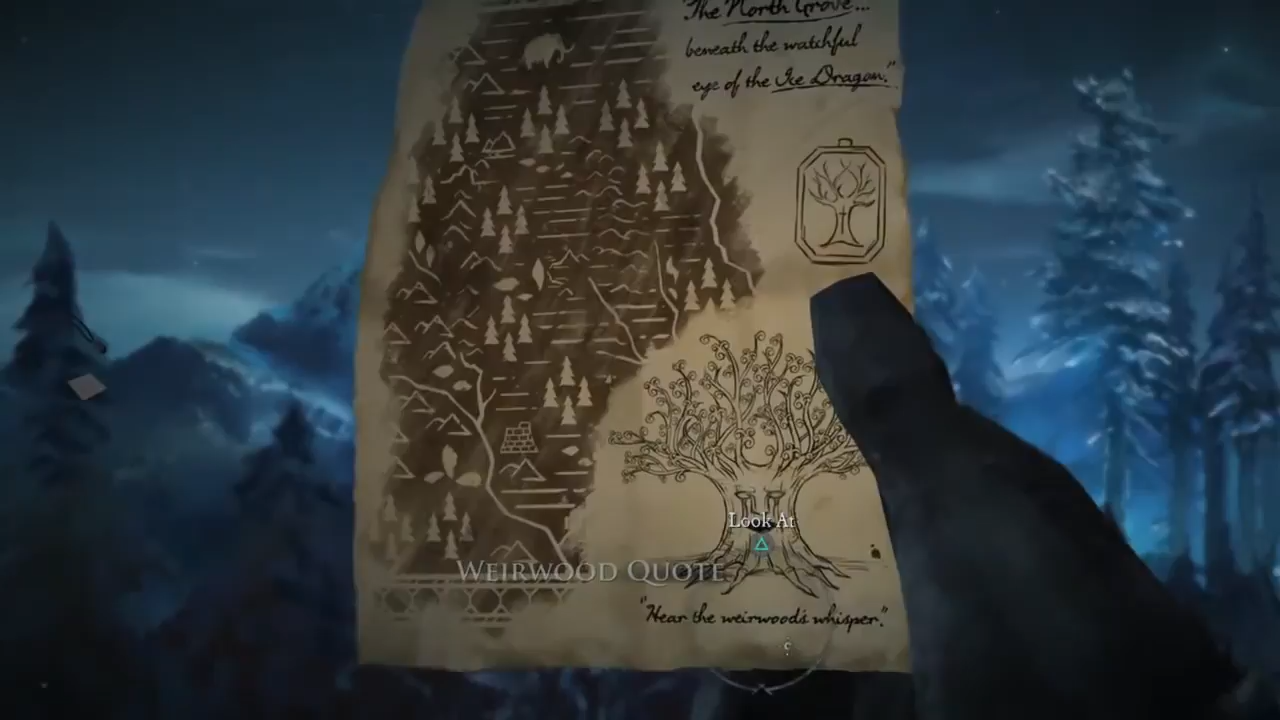 "The North Grove...
beneath the watchful
eye of the Ice Dragon."
Look At
WEIRWOOD QUOTE
"Hear the weirwood's whisper."